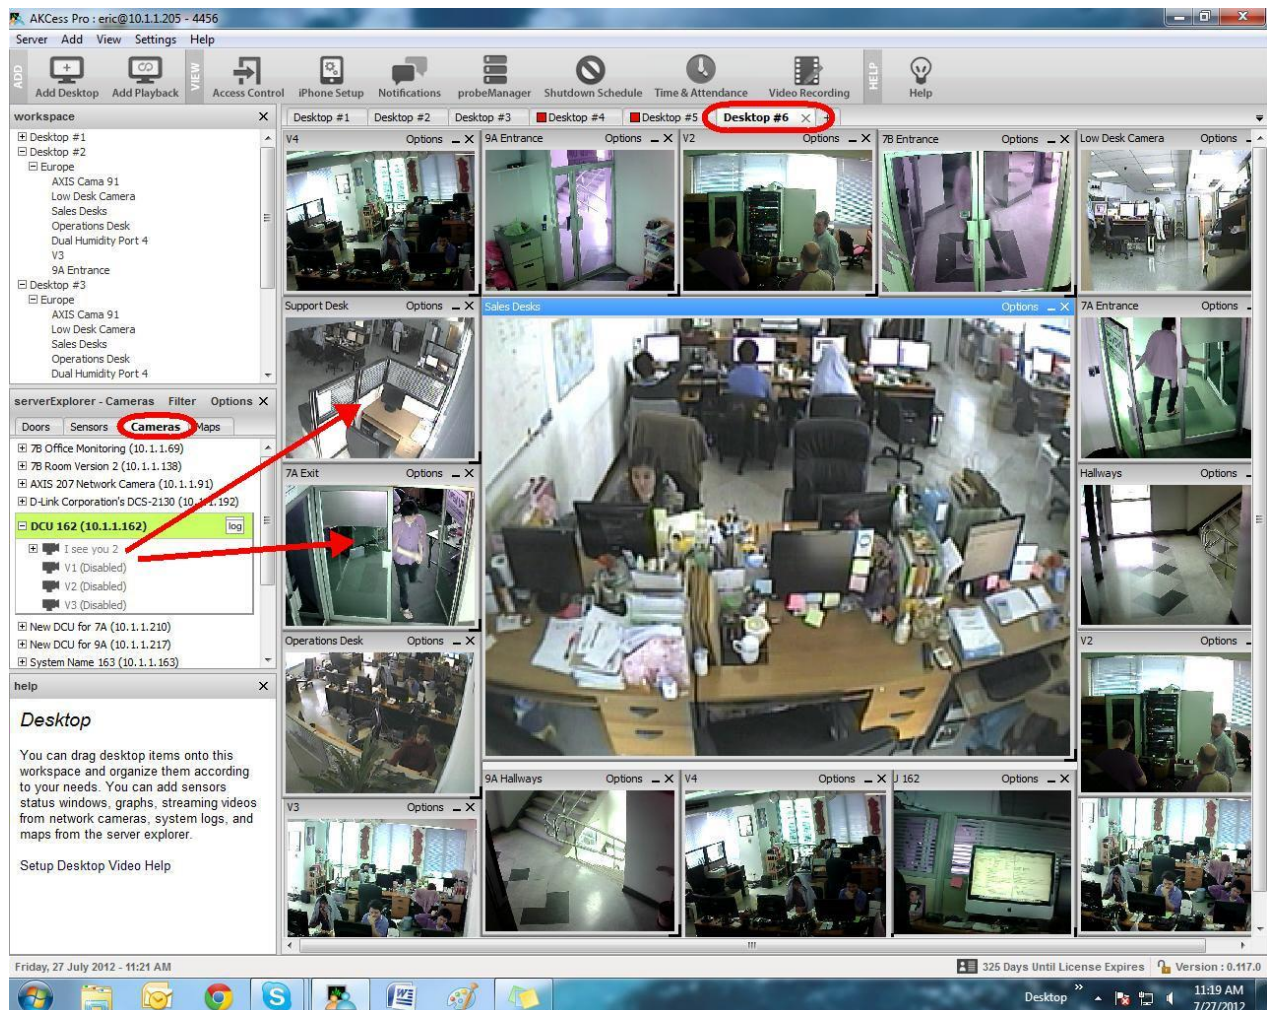 AKCess Pro : eric@10.1.1.205 - 4456
Server Add View Settings Help
ADD
Add Desktop
Add Playback
VIEW
Access Control
iPhone Setup
Notifications
probeManager
Shutdown Schedule
Time & Attendance
Video Recording
HELP
Help
workspace
Desktop #1
Desktop #2
Europe
AXIS Cama 91
Low Desk Camera
Sales Desks
Operations Desk
Dual Humidity Port 4
V3
9A Entrance
Desktop #3
Europe
AXIS Cama 91
Low Desk Camera
Sales Desks
Operations Desk
Dual Humidity Port 4
serverExplorer - Cameras Filter Options
Doors Sensors Cameras Maps
7B Office Monitoring (10.1.1.69)
7B Room Version 2 (10.1.1.138)
AXIS 207 Network Camera (10.1.1.91)
D-Link Corporation's DCS-2130 (10.1.1.192)
DCU 162 (10.1.1.162) log
I see you 2
V1 (Disabled)
V2 (Disabled)
V3 (Disabled)
New DCU for 7A (10.1.1.210)
New DCU for 9A (10.1.1.217)
System Name 163 (10.1.1.163)
help
Desktop
You can drag desktop items onto this
workspace and organize them according
to your needs. You can add sensors
status windows, graphs, streaming videos
from network cameras, system logs, and
maps from the server explorer.
Setup Desktop Video Help
Desktop #1 Desktop #2 Desktop #3 Desktop #4 Desktop #5 Desktop #6
V4 Options
9A Entrance Options
V2 Options
7B Entrance Options
Low Desk Camera Options
Support Desk Options
Sales Desks Options
7A Entrance Options
7A Exit Options
Hallways Options
Operations Desk Options
V2 Options
V3 Options
9A Hallways Options
V4 Options
J 162 Options
Friday, 27 July 2012 - 11:21 AM
325 Days Until License Expires
Version : 0.117.0
Desktop
11:19 AM
7/27/2012